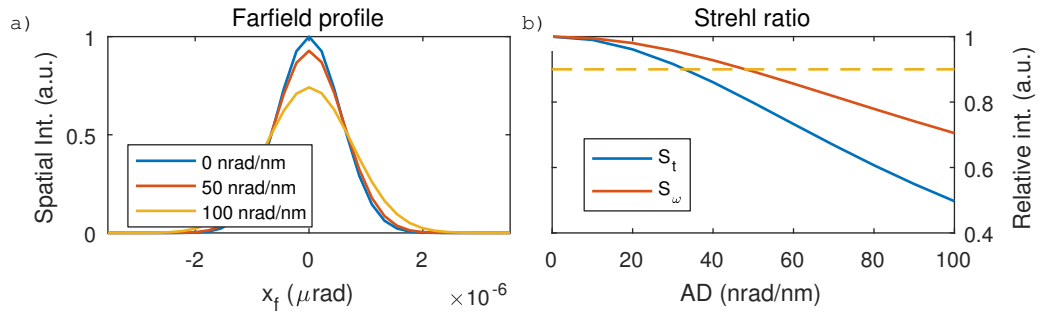 a)
Farfield profile
Spatial Int. (a.u.)
1
0.5
0
0 nrad/nm
50 nrad/nm
100 nrad/nm
-2
0
2
×10⁻⁶
x_f (μrad)
b)
Strehl ratio
S_t
S_ω
1
0.8
0.6
0.4
Relative int. (a.u.)
0
20
40
60
80
100
AD (nrad/nm)